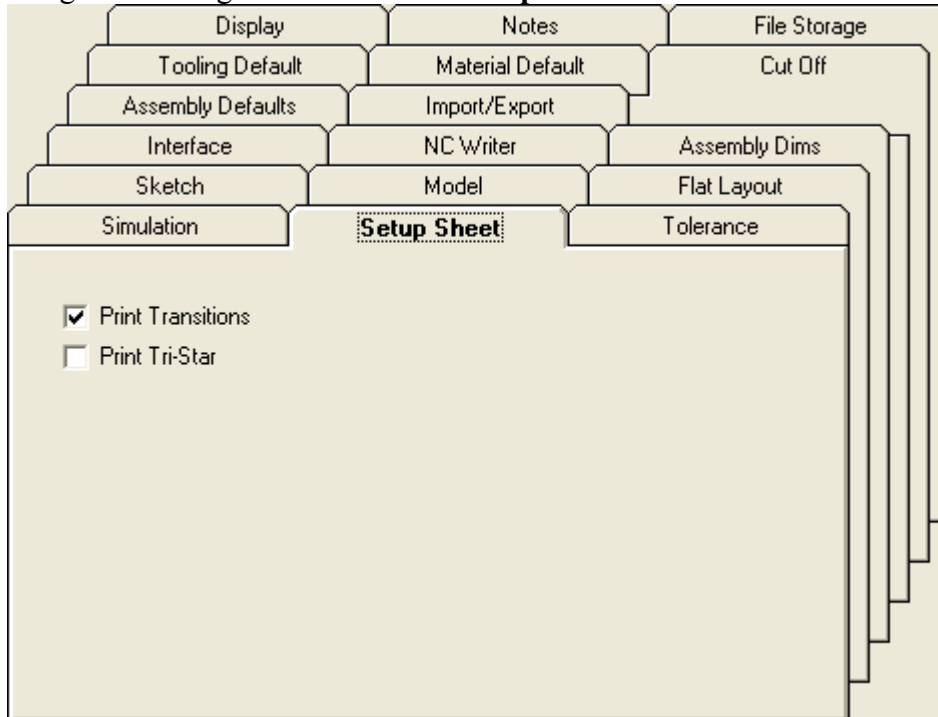 Display Notes File Storage
Tooling Default Material Default Cut Off
Assembly Defaults Import/Export
Interface NC Writer Assembly Dims
Sketch Model Flat Layout
Simulation Setup Sheet Tolerance
Print Transitions
Print Tri-Star